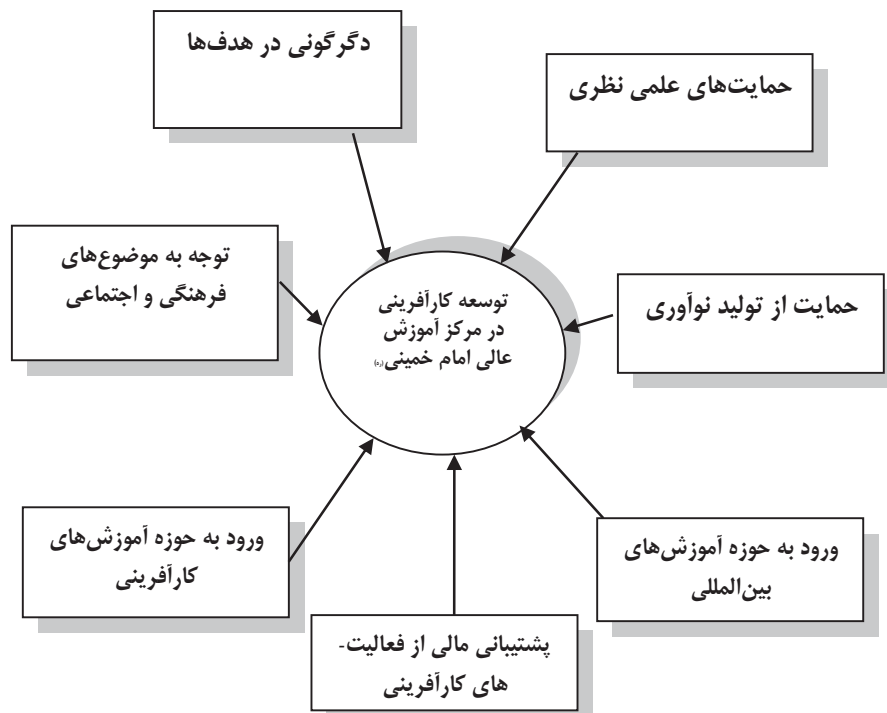 دگرگونی در هدف‌ها
حمایت‌های علمی نظری
توجه به موضوع‌های
فرهنگی و اجتماعی
حمایت از تولید نوآوری
توسعه کارآفرینی
در مرکز آموزش
عالی امام خمینی(ره)
ورود به حوزه آموزش‌های
کارآفرینی
ورود به حوزه آموزش‌های
بین‌المللی
پشتیبانی مالی از فعالیت-
های کارآفرینی